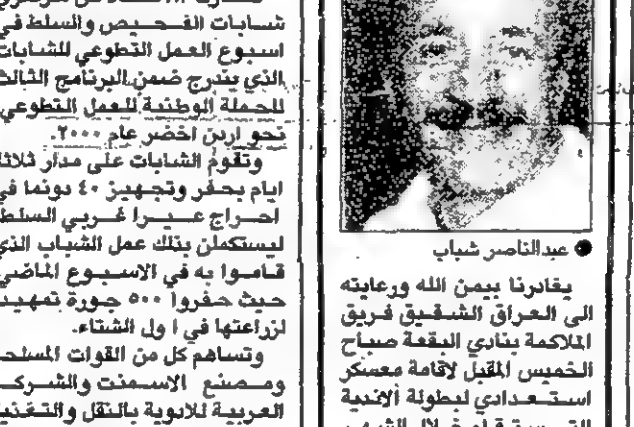 ● عبدالناصر شباب
يغادرنا بيمن الله ورعايته
الى العراق الشقيق فريق
الملاكمة بنادي البقعة صباح
الخميس المقبل لاقامة معسكر
استعدادي لبطولة الاندية
شابات الفحيص والسلط في
اسبوع العمل التطوعي للشابات
الذي يندرج ضمن البرنامج الثالث
للحملة الوطنية للعمل التطوعي
نحو اردن اخضر عام ٢٠٠٠.
وتقوم الشابات على مدار ثلاثة
ايام بحفر وتجهيز ٤٠ دونما في
احراج عيرا غربي السلط
ليستكملن بذلك عمل الشباب الذي
قاموا به في الاسبوع الماضي
حيث حفروا ٥٠٠ جورة تمهيدا
لزراعتها في ا ول الشتاء.
وتساهم كل من القوات المسلحة
ومصنع الاسمنت والشركة
العربية للادوية بالنقل والتغذية